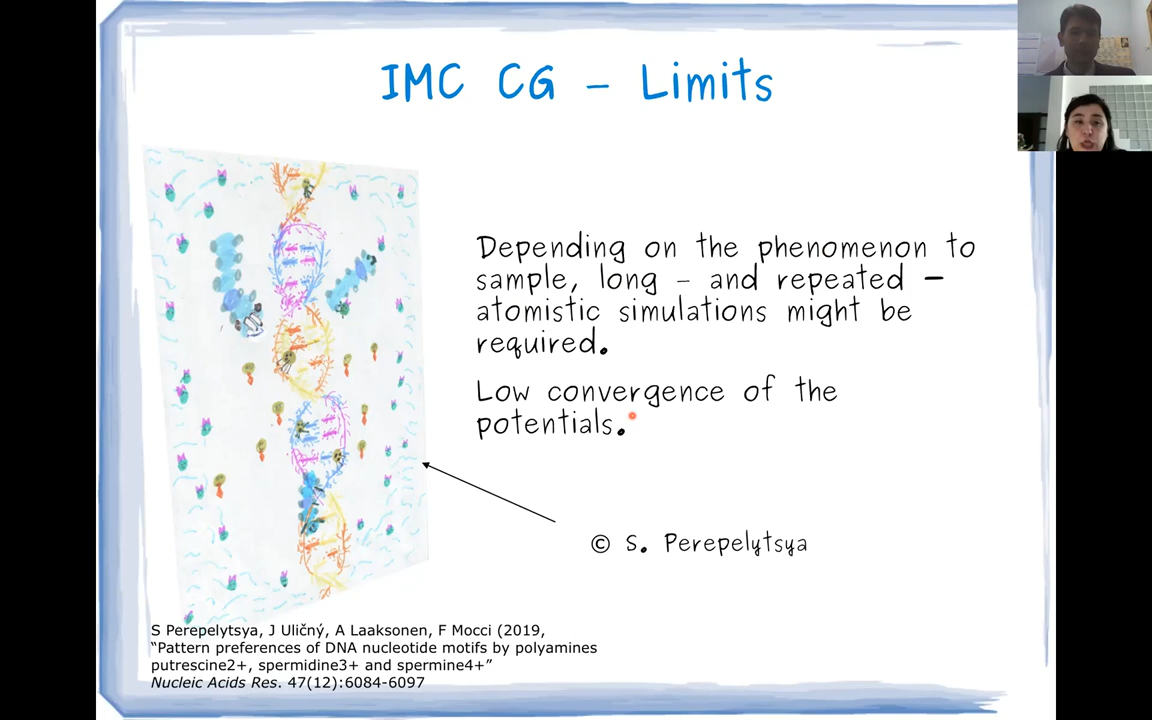 IMC CG – Limits
Depending on the phenomenon to
sample, long – and repeated –
atomistic simulations might be
required.
Low convergence of the
potentials.
© S. Perepelytsya
S Perepelytsya, J Uličný, A Laaksonen, F Mocci (2019,
“Pattern preferences of DNA nucleotide motifs by polyamines
putrescine2+, spermidine3+ and spermine4+”
Nucleic Acids Res. 47(12):6084-6097